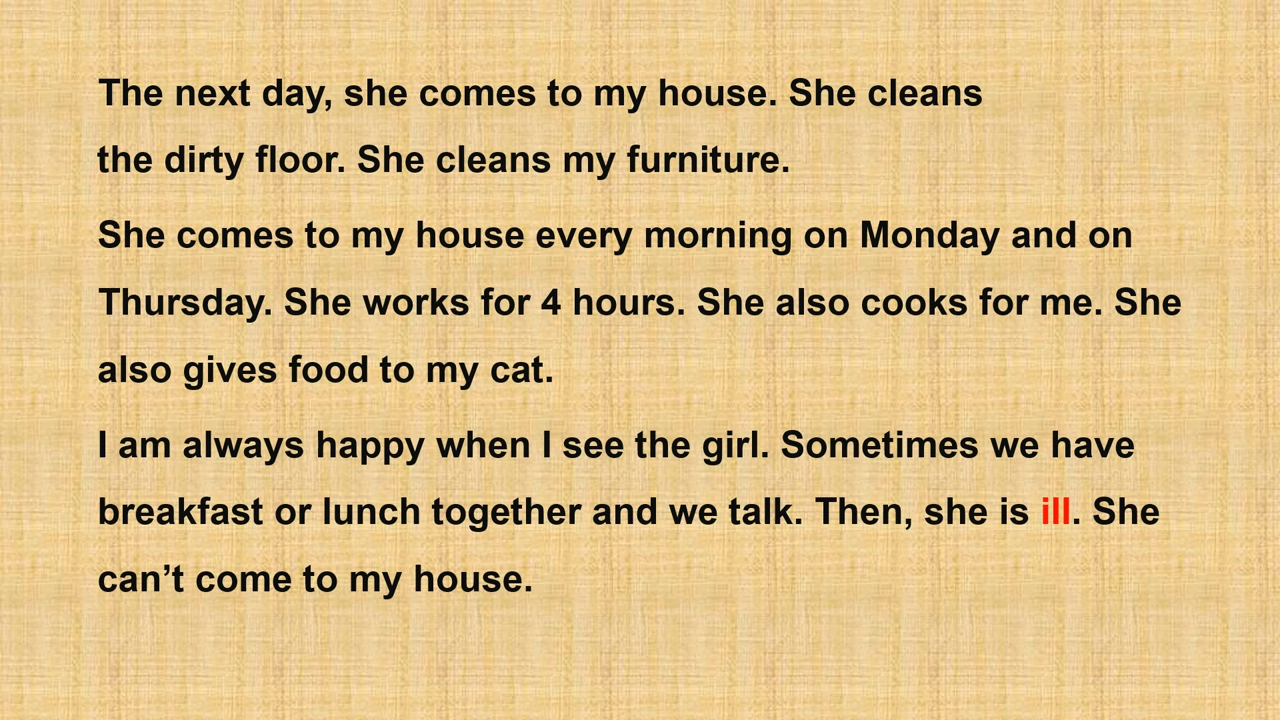 The next day, she comes to my house. She cleans
the dirty floor. She cleans my furniture.
She comes to my house every morning on Monday and on
Thursday. She works for 4 hours. She also cooks for me. She
also gives food to my cat.
I am always happy when I see the girl. Sometimes we have
breakfast or lunch together and we talk. Then, she is ill. She
can’t come to my house.